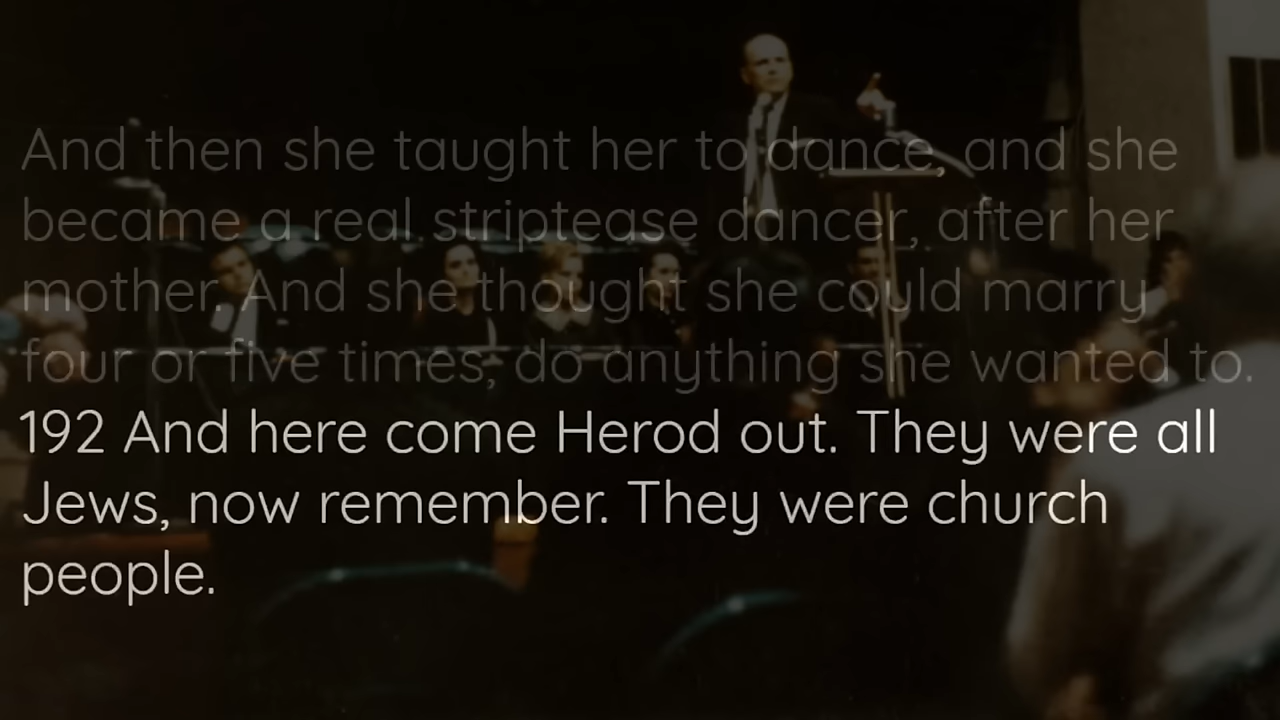 And then she taught her to dance, and she
became a real striptease dancer, after her
mother. And she thought she could marry
four or five times, do anything she wanted to.
192 And here come Herod out. They were all
Jews, now remember. They were church
people.